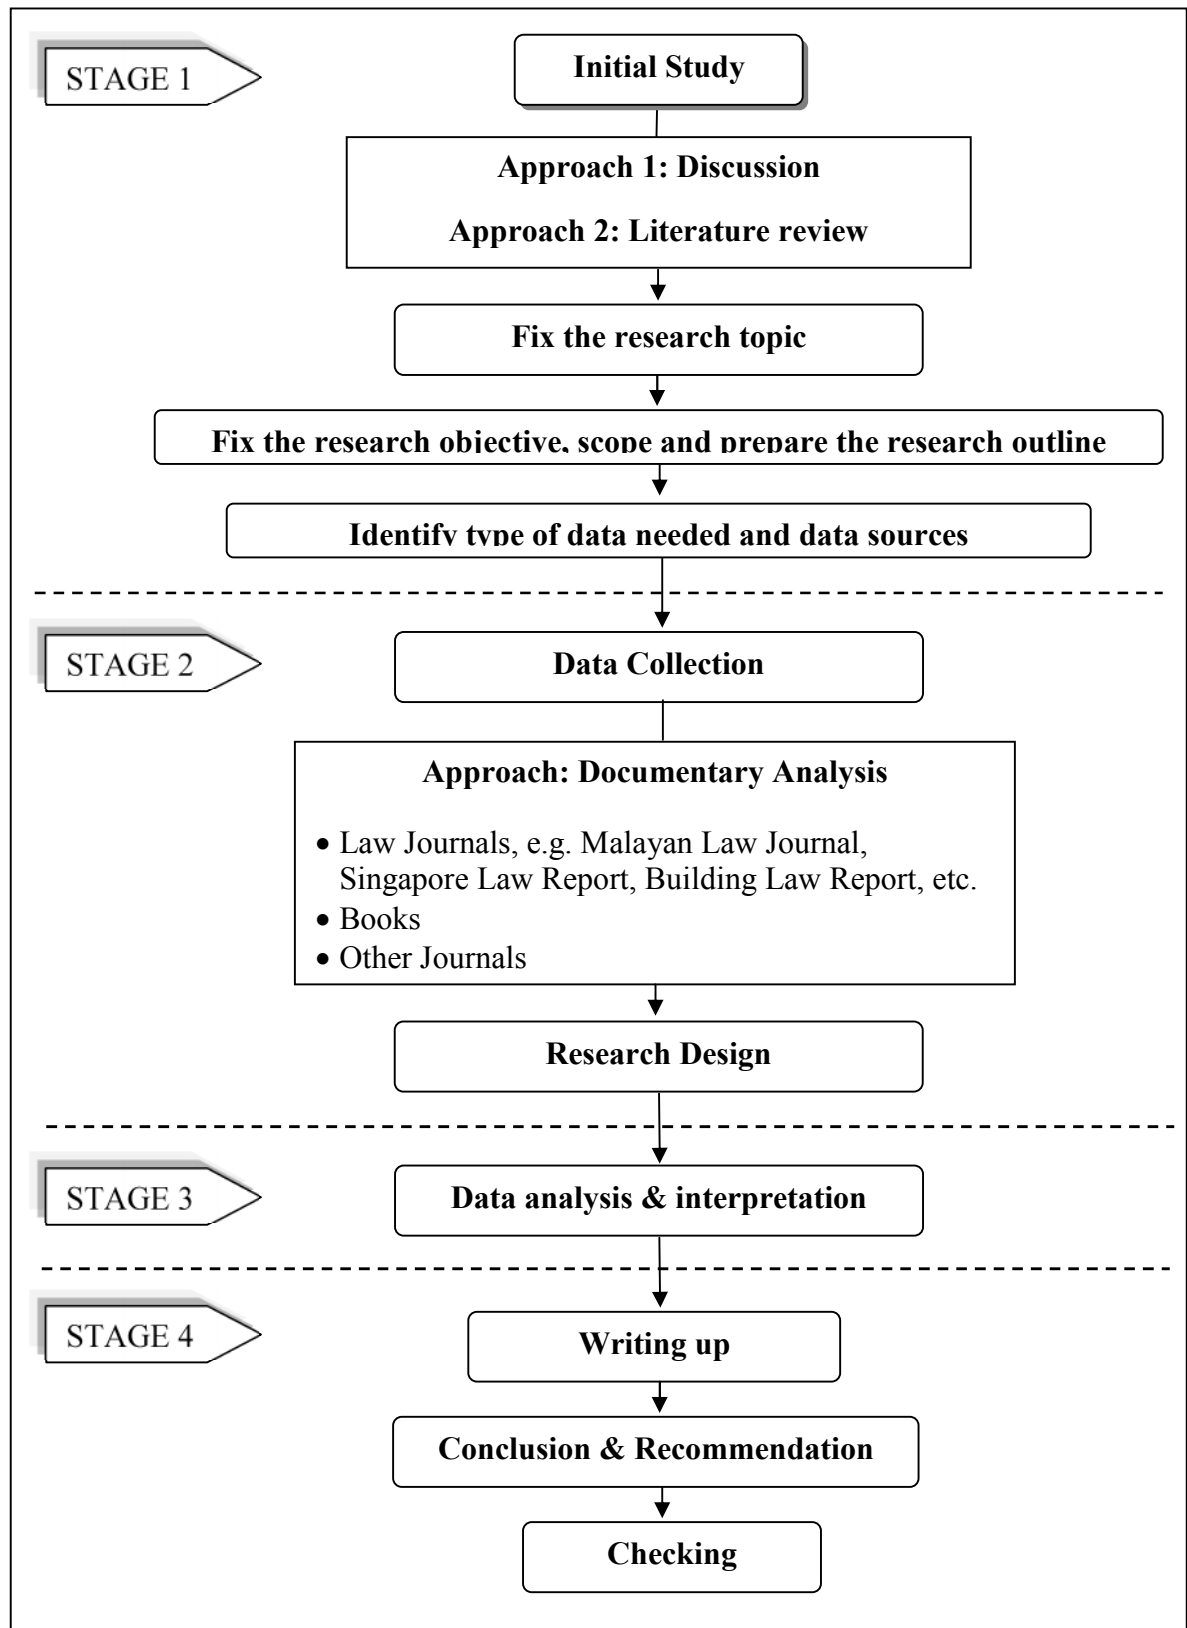 STAGE 1
Initial Study
Approach 1: Discussion
Approach 2: Literature review
Fix the research topic
Fix the research objective, scope and prepare the research outline
Identify type of data needed and data sources
STAGE 2
Data Collection
Approach: Documentary Analysis
• Law Journals, e.g. Malayan Law Journal,
Singapore Law Report, Building Law Report, etc.
• Books
• Other Journals
Research Design
STAGE 3
Data analysis & interpretation
STAGE 4
Writing up
Conclusion & Recommendation
Checking